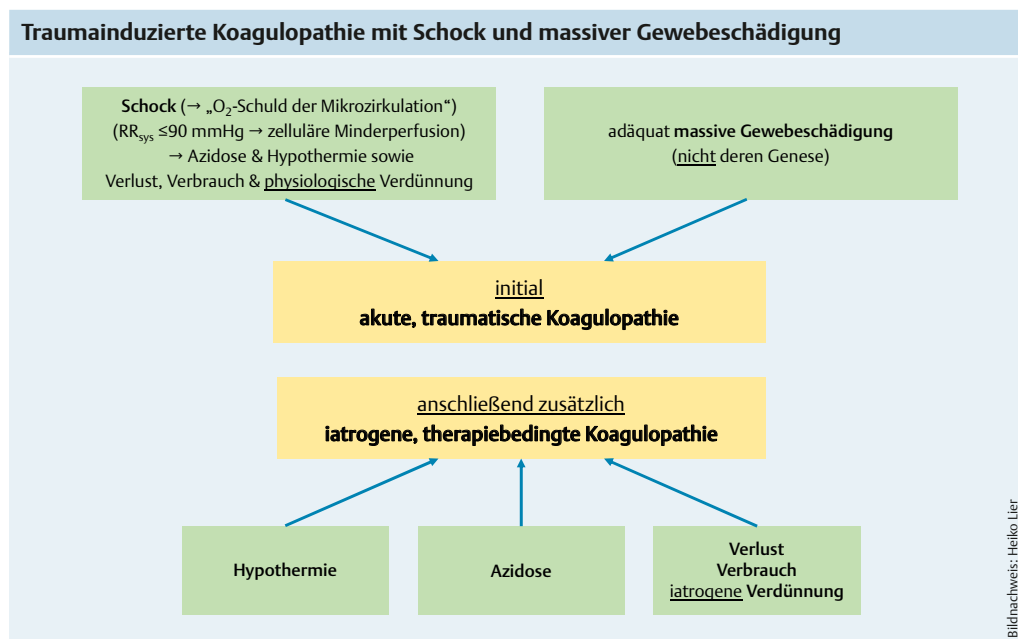 Traumainduzierte Koagulopathie mit Schock und massiver Gewebeschädigung
Schock (→ „O₂-Schuld der Mikrozirkulation“)
(RRsys ≤90 mmHg → zelluläre Minderperfusion)
→ Azidose & Hypothermie sowie
Verlust, Verbrauch & physiologische Verdünnung
adäquat massive Gewebeschädigung
(nicht deren Genese)
initial
akute, traumatische Koagulopathie
anschließend zusätzlich
iatrogene, therapiebedingte Koagulopathie
Hypothermie
Azidose
Verlust
Verbrauch
iatrogene Verdünnung
Bildnachweis: Heiko Lier